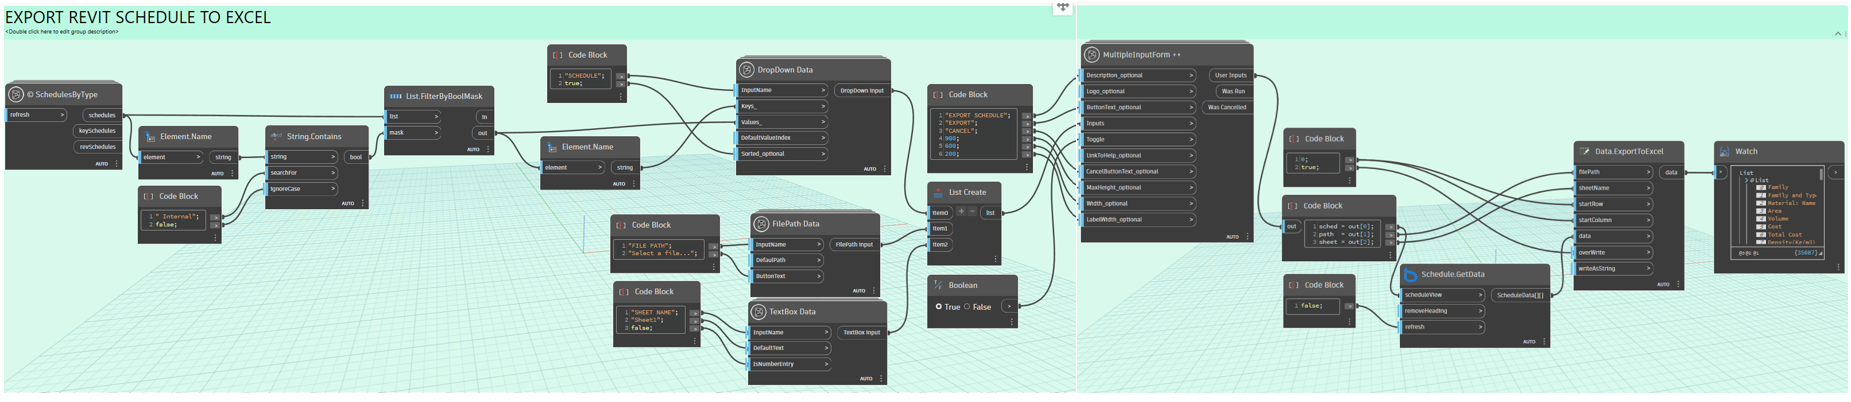 EXPORT REVIT SCHEDULE TO EXCEL
<Double click here to edit group description>
© SchedulesByType
refresh >
schedules
keySchedules
revSchedules
AUTO
Element.Name
element >
string
AUTO
Code Block
1 " Internal";
2 false;
String.Contains
string >
bool
searchFor >
ignoreCase >
AUTO
List.FilterByBoolMask
list >
in
mask >
out
AUTO
Code Block
1 "SCHEDULE";
2 true;
Element.Name
element >
string
AUTO
DropDown Data
InputName >
DropDown Input
Keys_ >
Values_ >
DefaultValueIndex >
Sorted_optional >
AUTO
Code Block
1 "FILE PATH";
2 "Select a file...";
FilePath Data
InputName >
FilePath Input
DefaulPath >
ButtonText >
AUTO
Code Block
1 "SHEET NAME";
2 "Sheet1";
3 false;
TextBox Data
InputName >
TextBox Input
DefaultText >
IsNumberEntry >
AUTO
Code Block
1 "EXPORT SCHEDULE";
2 "EXPORT";
3 "CANCEL";
4 900;
5 600;
6 200;
List Create
item0 + - list
item1
item2
AUTO
Boolean
True False
MultipleInputForm ++
Description_optional >
User Inputs
Logo_optional >
Was Run
ButtonText_optional >
Was Cancelled
Inputs >
Toggle >
LinkToHelp_optional >
CancelButtonText_optional >
MaxHeight_optional >
Width_optional >
LabelWidth_optional >
AUTO
Code Block
1 0;
2 true;
Code Block
out
1 sched = out[0];
2 path = out[1];
3 sheet = out[2];
Code Block
1 false;
Schedule.GetData
scheduleView >
ScheduleData[][]
removeHeading >
refresh >
AUTO
Data.ExportToExcel
filePath >
data
sheetName >
startRow >
startColumn >
data >
overWrite >
writeAsString >
AUTO
Watch
>
List
List
Family
Family and Typ
Material: Name
Area
Volume
Cost
Total Cost
Density(Kg/m3)
@3 @2 @1
{35087}
AUTO